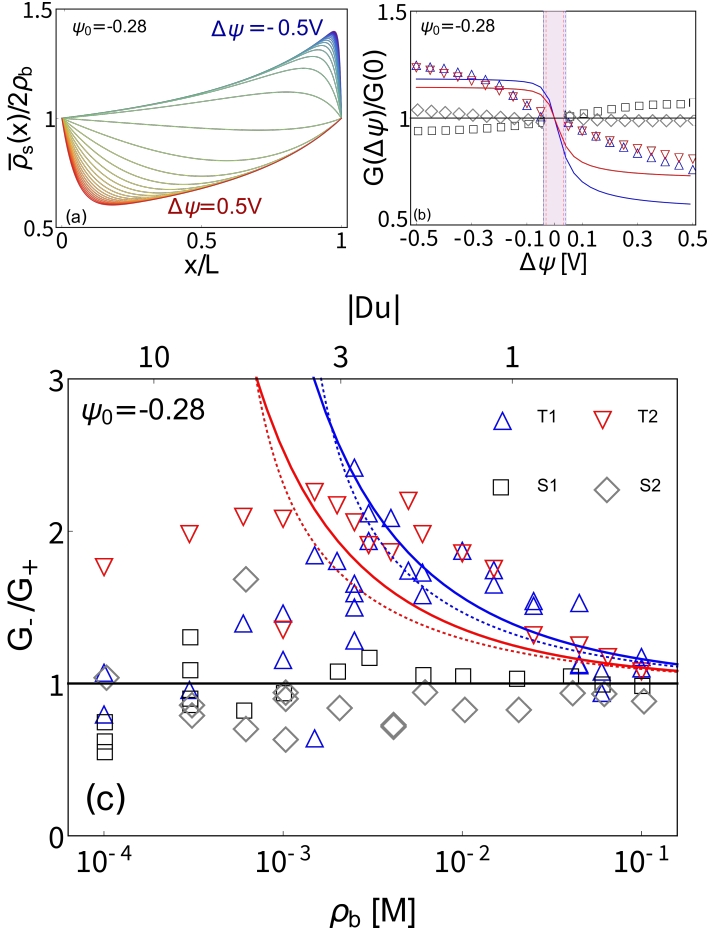 1.5
1
0.5
ρ̅s(x)/2ρb
ψ0=-0.28
Δψ=-0.5V
Δψ=0.5V
(a)
0
0.5
1
x/L
1.5
1
0.5
G(Δψ)/G(0)
ψ0=-0.28
(b)
-0.5
-0.3
-0.1
0
0.1
0.3
0.5
Δψ [V]
|Du|
10
3
1
3
2
1
0
G-/G+
ψ0=-0.28
T1
T2
S1
S2
(c)
10^-4
10^-3
10^-2
10^-1
ρb [M]